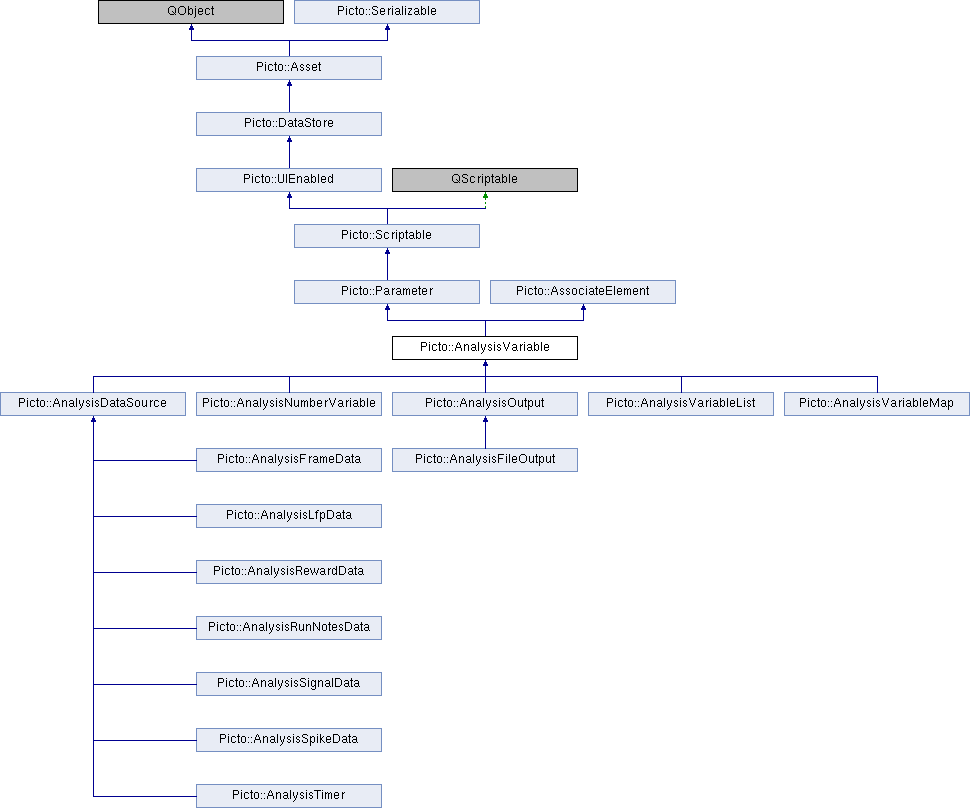 QObject
Picto::Serializable
Picto::Asset
Picto::DataStore
Picto::UIEnabled
QScriptable
Picto::Scriptable
Picto::Parameter
Picto::AssociateElement
Picto::AnalysisVariable
Picto::AnalysisDataSource
Picto::AnalysisNumberVariable
Picto::AnalysisOutput
Picto::AnalysisVariableList
Picto::AnalysisVariableMap
Picto::AnalysisFrameData
Picto::AnalysisFileOutput
Picto::AnalysisLfpData
Picto::AnalysisRewardData
Picto::AnalysisRunNotesData
Picto::AnalysisSignalData
Picto::AnalysisSpikeData
Picto::AnalysisTimer